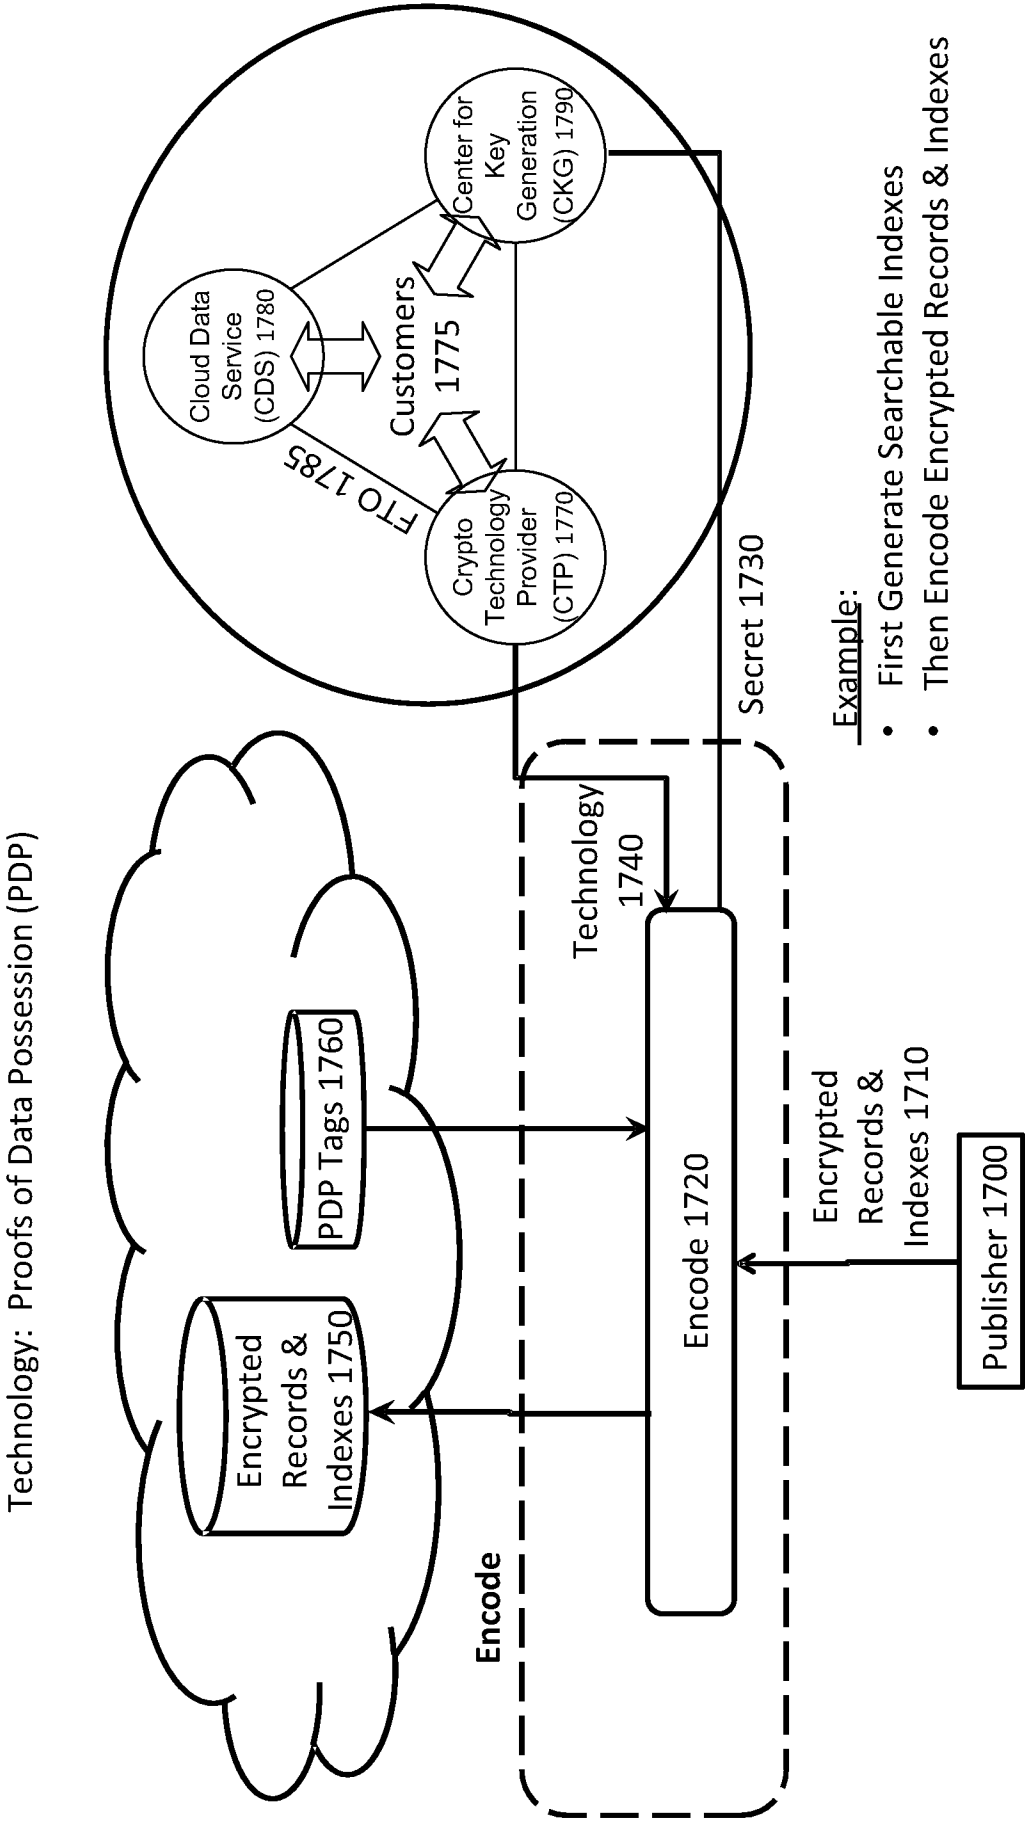 Technology:  Proofs of Data Possession (PDP)
Encrypted
Records &
Indexes 1750
PDP Tags 1760
Cloud Data
Service
(CDS) 1780
FTO 1785
Customers
1775
Crypto
Technology
Provider
(CTP) 1770
Center for
Key
Generation
(CKG) 1790
Encode
Technology
1740
Encode 1720
Secret 1730
Encrypted
Records &
Indexes 1710
Publisher 1700
Example:
• First Generate Searchable Indexes
• Then Encode Encrypted Records & Indexes